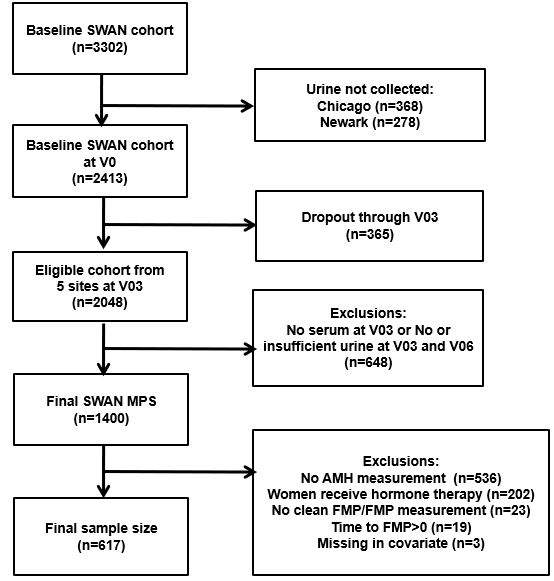 Baseline SWAN cohort
(n=3302)
Urine not collected:
Chicago (n=368)
Newark (n=278)
Baseline SWAN cohort
at V0
(n=2413)
Dropout through V03
(n=365)
Eligible cohort from
5 sites at V03
(n=2048)
Exclusions:
No serum at V03 or No or
insufficient urine at V03 and V06
(n=648)
Final SWAN MPS
(n=1400)
Exclusions:
No AMH measurement (n=536)
Women receive hormone therapy (n=202)
No clean FMP/FMP measurement (n=23)
Time to FMP>0 (n=19)
Missing in covariate (n=3)
Final sample size
(n=617)